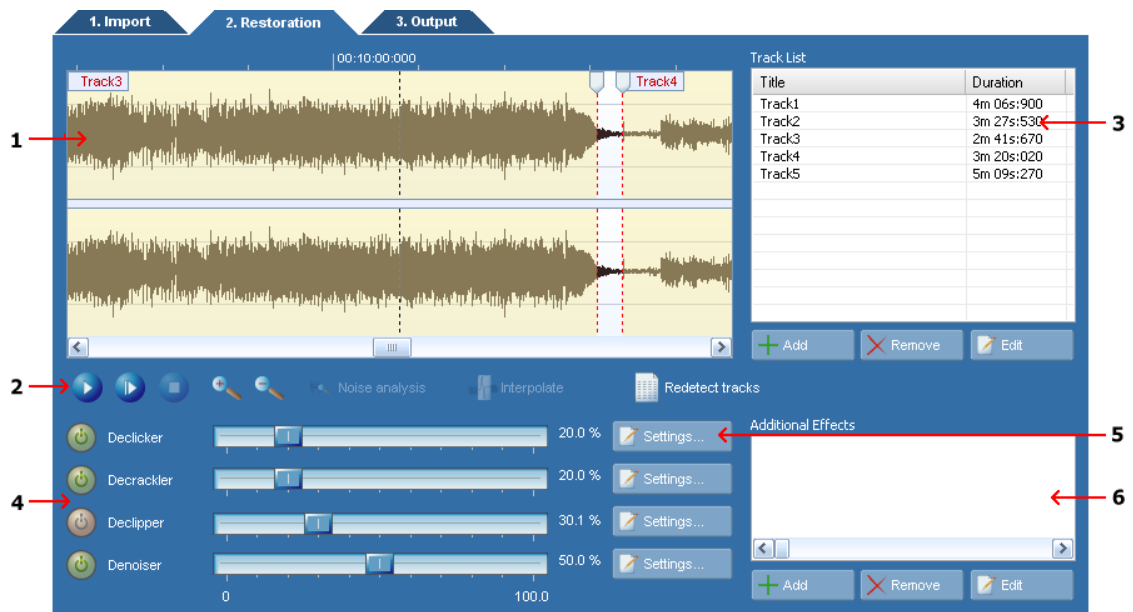 1. Import
2. Restoration
3. Output
00:10:00:000
Track3
Track4
Track List
Title Duration
Track1 4m 06s:900
Track2 3m 27s:530
Track3 2m 41s:670
Track4 3m 20s:020
Track5 5m 09s:270
Add Remove Edit
1
2
3
4
5
6
Noise analysis Interpolate Redetect tracks
Declicker 20.0 % Settings...
Decrackler 20.0 % Settings...
Declipper 30.1 % Settings...
Denoiser 50.0 % Settings...
0 100.0
Additional Effects
Add Remove Edit